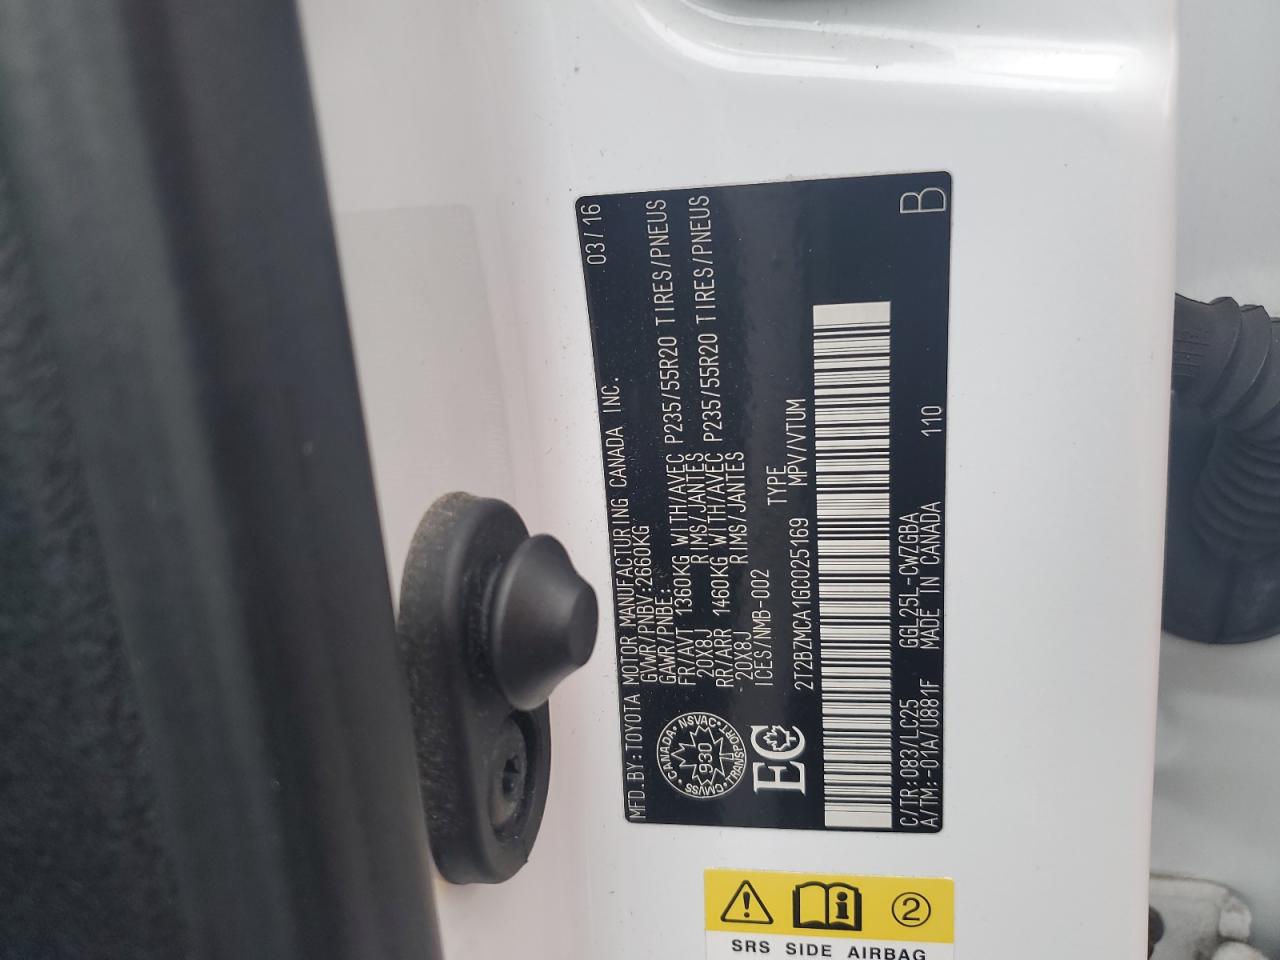 MFD.BY:TOYOTA MOTOR MANUFACTURING CANADA INC. 03/16
GVWR/PNBV:2660KG
GAWR/PNBE:
FR/AVT 1360KG WITH/AVEC P235/55R20 TIRES/PNEUS
20X8J RIMS/JANTES
RR/ARR 1460KG WITH/AVEC P235/55R20 TIRES/PNEUS
20X8J RIMS/JANTES
ICES/NMB-002 TYPE
2T2BZMCA1GC025169 MPV/VTUM
CANADA
NSVAC
930
CMVSS
TRANSPORT
EC
C/TR:083/LC25 GGL25L-CWZGBA
A/TM:-01A/U881F MADE IN CANADA 110 B
2
SRS SIDE AIRBAG